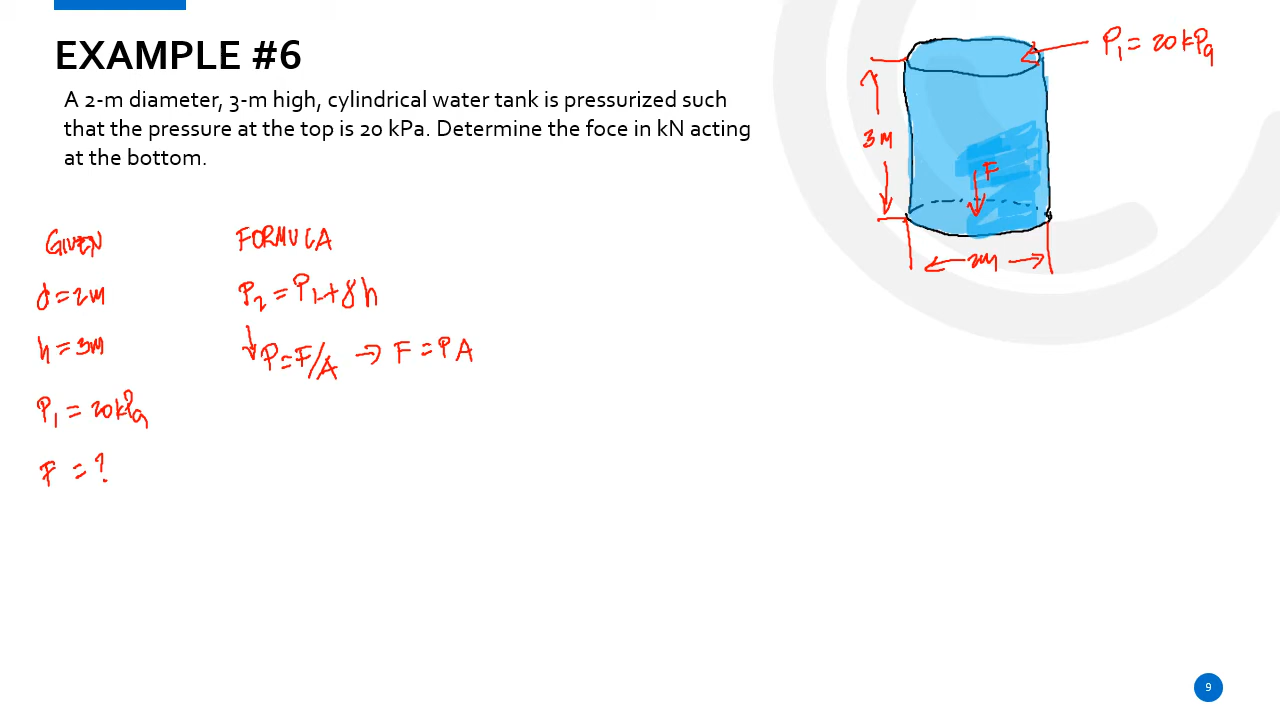 EXAMPLE #6
A 2-m diameter, 3-m high, cylindrical water tank is pressurized such
that the pressure at the top is 20 kPa. Determine the foce in kN acting
at the bottom.
P₁ = 20 kPa
3M
F
2M
GIVEN
d = 2M
h = 3M
P₁ = 20 kPa
F = ?
FORMULA
P₂ = P₁ + γh
P = F/A → F = PA
9